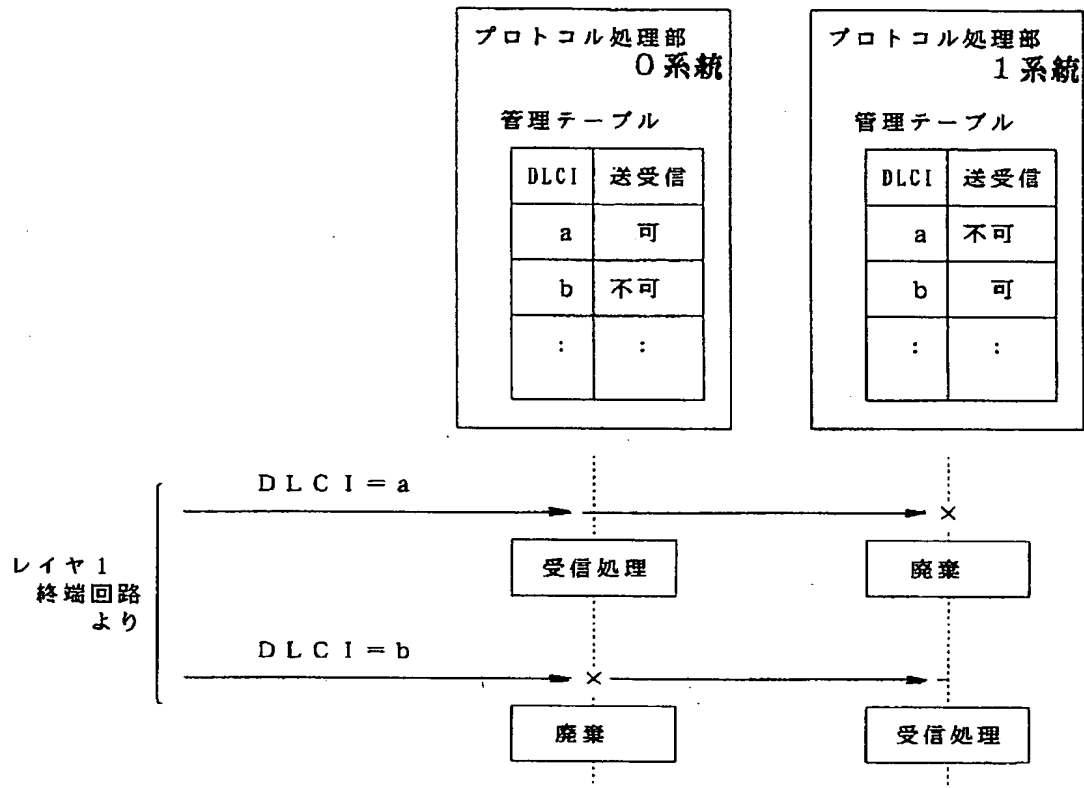 プロトコル処理部
0系統
管理テーブル
DLCI 送受信
a 可
b 不可
: :
プロトコル処理部
1系統
管理テーブル
DLCI 送受信
a 不可
b 可
: :
レイヤ1
終端回路
より
DLCI=a
×
受信処理
廃棄
DLCI=b
×
廃棄
受信処理